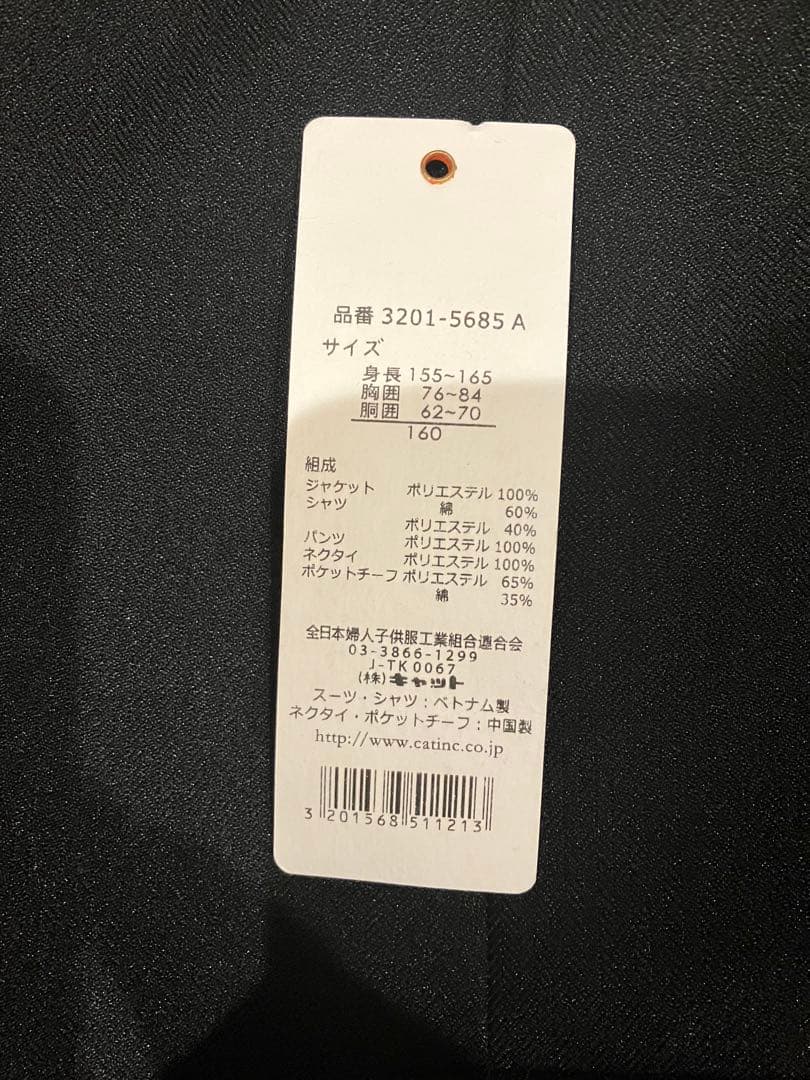 品番 3201-5685 A
サイズ
身長 155~165
胸囲 76~84
胴囲 62~70
160
組成
ジャケット ポリエステル 100%
シャツ 綿 60%
ポリエステル 40%
パンツ ポリエステル 100%
ネクタイ ポリエステル 100%
ポケットチーフ ポリエステル 65%
綿 35%
全日本婦人子供服工業組合連合会
03-3866-1299
J-TK0067
(株)キャット
スーツ・シャツ:ベトナム製
ネクタイ・ポケットチーフ:中国製
http://www.catinc.co.jp
3 201568 511213